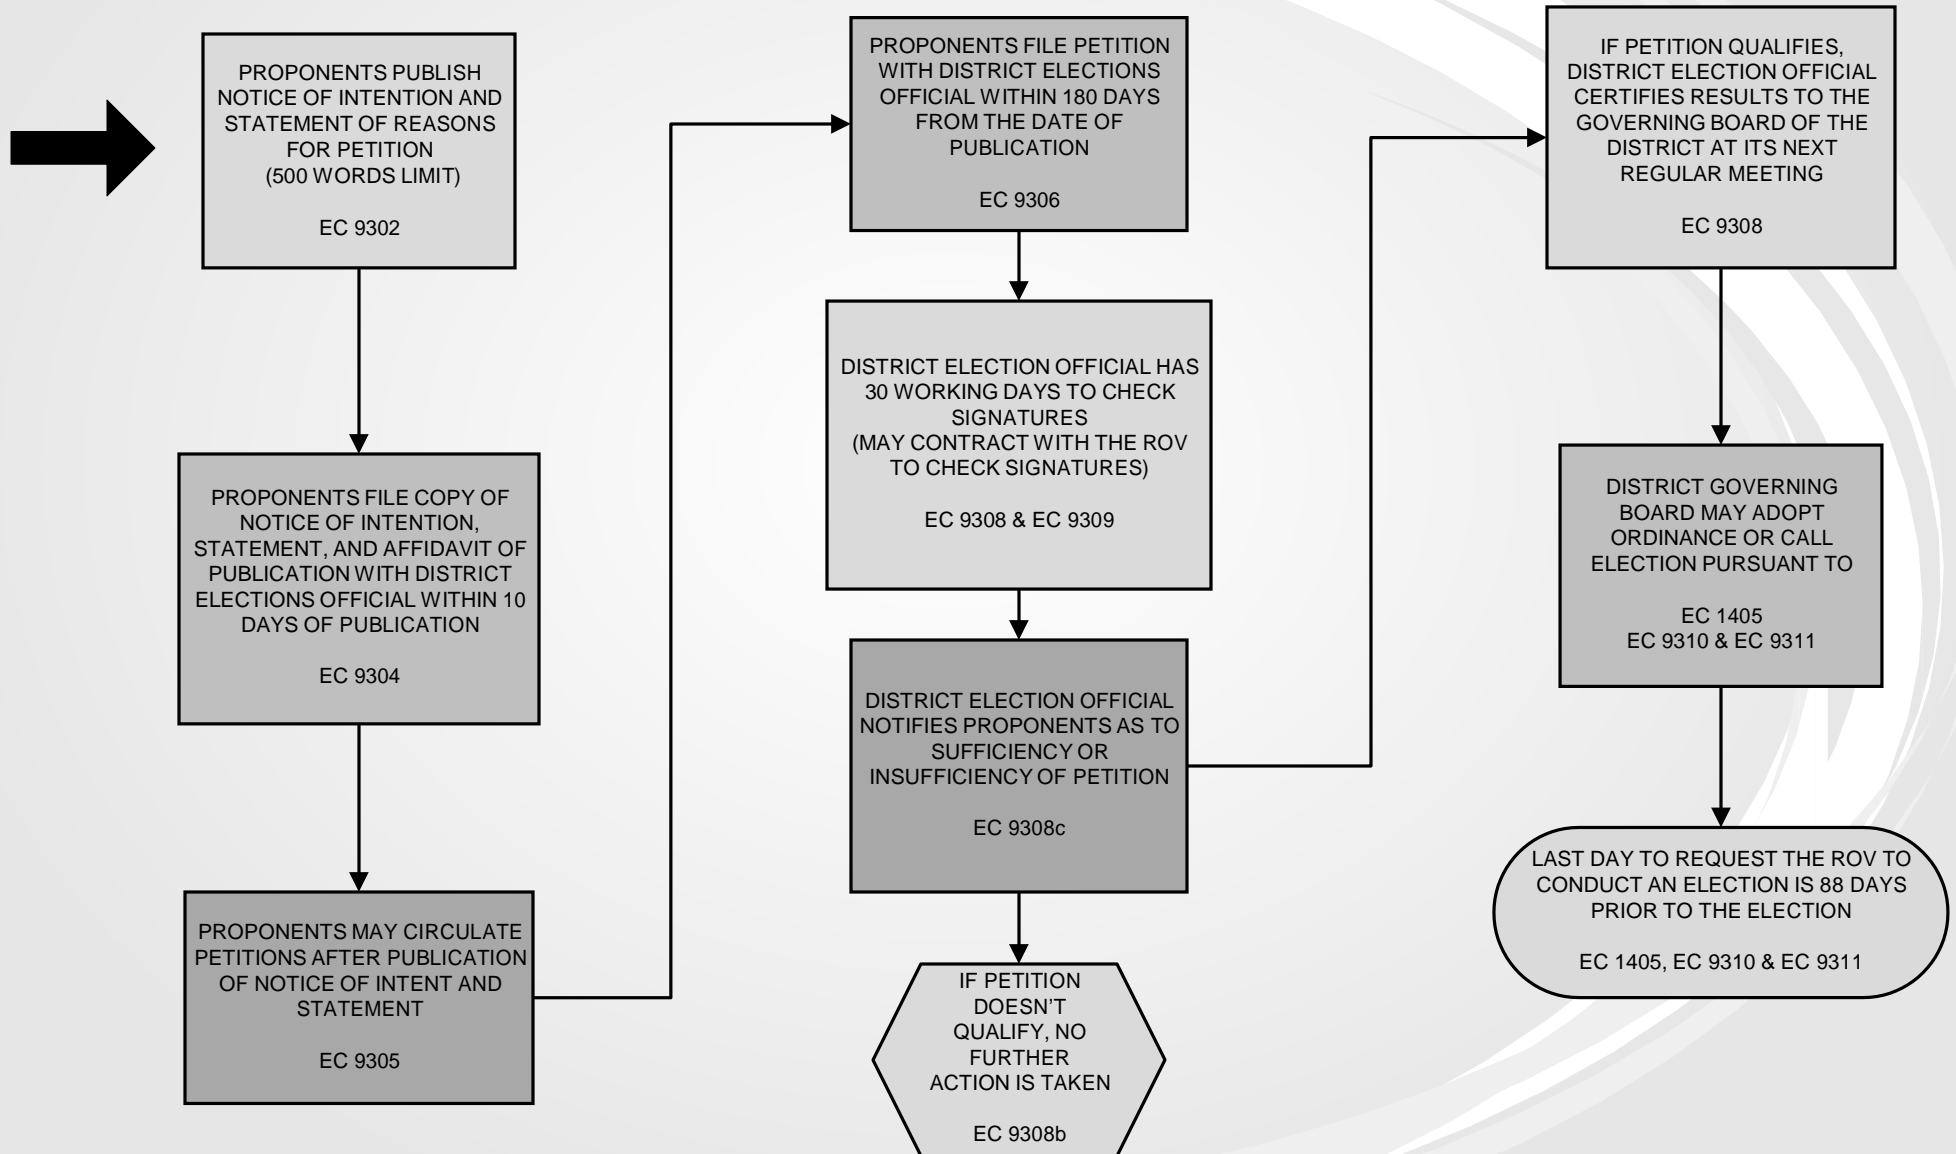 PROPONENTS PUBLISH
NOTICE OF INTENTION AND
STATEMENT OF REASONS
FOR PETITION
(500 WORDS LIMIT)
EC 9302
PROPONENTS FILE COPY OF
NOTICE OF INTENTION,
STATEMENT, AND AFFIDAVIT OF
PUBLICATION WITH DISTRICT
ELECTIONS OFFICIAL WITHIN 10
DAYS OF PUBLICATION
EC 9304
PROPONENTS MAY CIRCULATE
PETITIONS AFTER PUBLICATION
OF NOTICE OF INTENT AND
STATEMENT
EC 9305
PROPONENTS FILE PETITION
WITH DISTRICT ELECTIONS
OFFICIAL WITHIN 180 DAYS
FROM THE DATE OF
PUBLICATION
EC 9306
DISTRICT ELECTION OFFICIAL HAS
30 WORKING DAYS TO CHECK
SIGNATURES
(MAY CONTRACT WITH THE ROV
TO CHECK SIGNATURES)
EC 9308 & EC 9309
DISTRICT ELECTION OFFICIAL
NOTIFIES PROPONENTS AS TO
SUFFICIENCY OR
INSUFFICIENCY OF PETITION
EC 9308c
IF PETITION
DOESN'T
QUALIFY, NO
FURTHER
ACTION IS TAKEN
EC 9308b
IF PETITION QUALIFIES,
DISTRICT ELECTION OFFICIAL
CERTIFIES RESULTS TO THE
GOVERNING BOARD OF THE
DISTRICT AT ITS NEXT
REGULAR MEETING
EC 9308
DISTRICT GOVERNING
BOARD MAY ADOPT
ORDINANCE OR CALL
ELECTION PURSUANT TO
EC 1405
EC 9310 & EC 9311
LAST DAY TO REQUEST THE ROV TO
CONDUCT AN ELECTION IS 88 DAYS
PRIOR TO THE ELECTION
EC 1405, EC 9310 & EC 9311